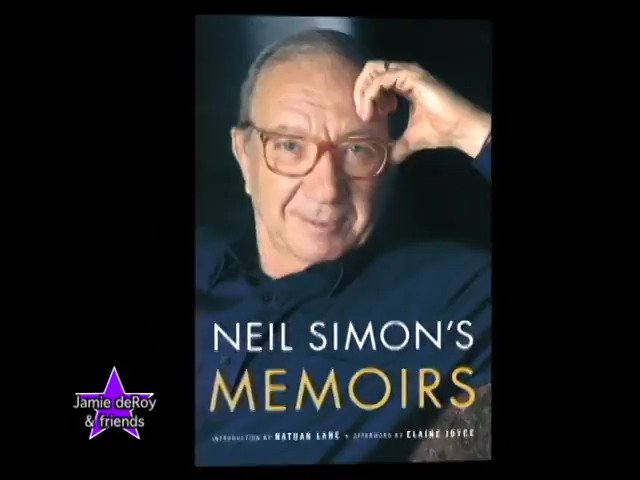 NEIL SIMON'S
MEMOIRS
INTRODUCTION BY NATHAN LANE • AFTERWORD BY ELAINE JOYCE
Jamie deRoy
& friends